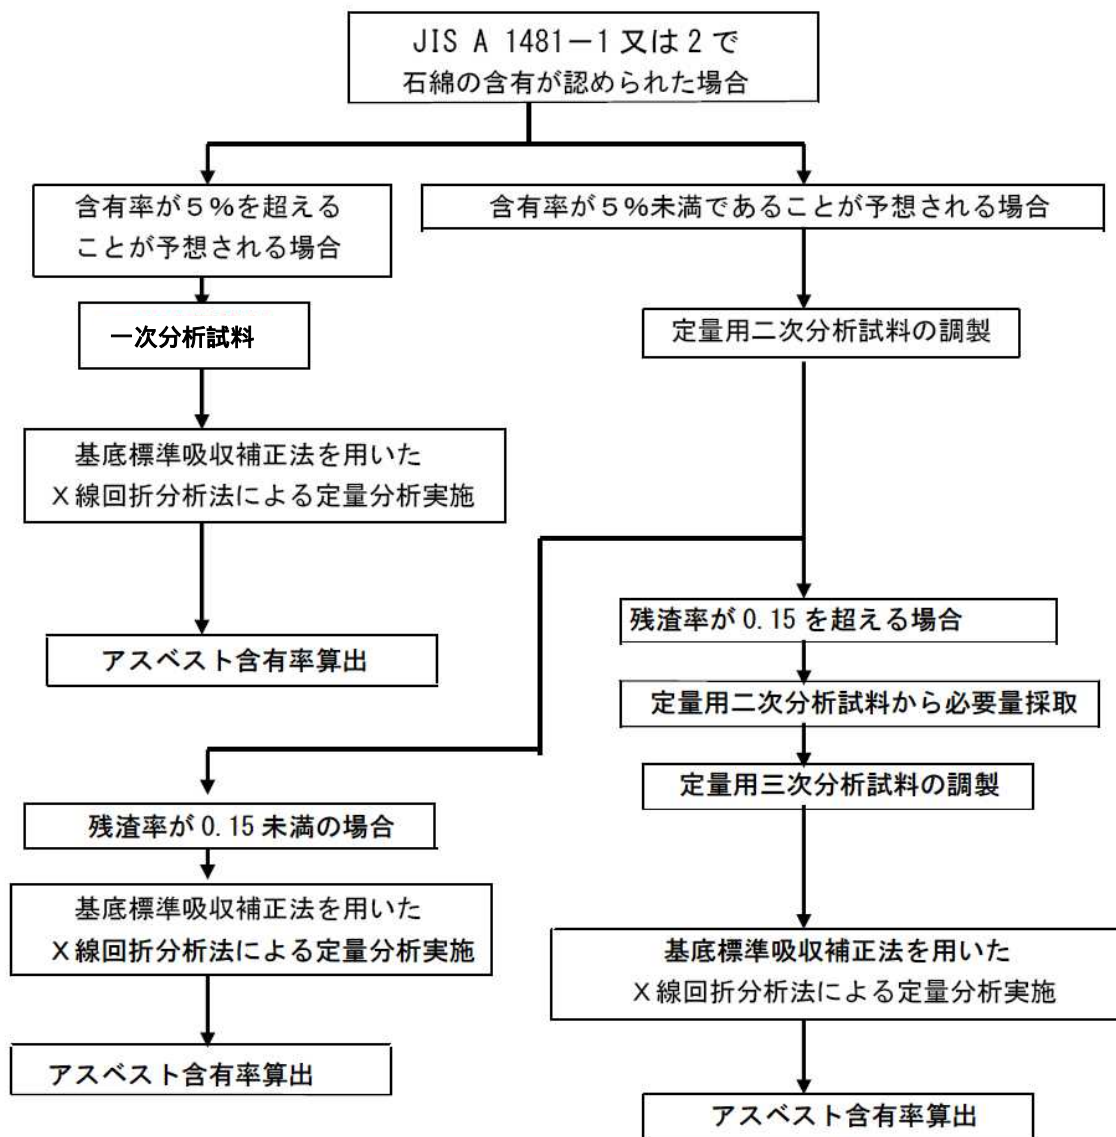 JIS A 1481－1 又は 2 で
石綿の含有が認められた場合
含有率が５％を超える
ことが予想される場合
含有率が５％未満であることが予想される場合
一次分析試料
定量用二次分析試料の調製
基底標準吸収補正法を用いた
Ｘ線回折分析法による定量分析実施
アスベスト含有率算出
残渣率が 0.15 を超える場合
定量用二次分析試料から必要量採取
定量用三次分析試料の調製
残渣率が 0.15 未満の場合
基底標準吸収補正法を用いた
Ｘ線回折分析法による定量分析実施
アスベスト含有率算出
基底標準吸収補正法を用いた
Ｘ線回折分析法による定量分析実施
アスベスト含有率算出